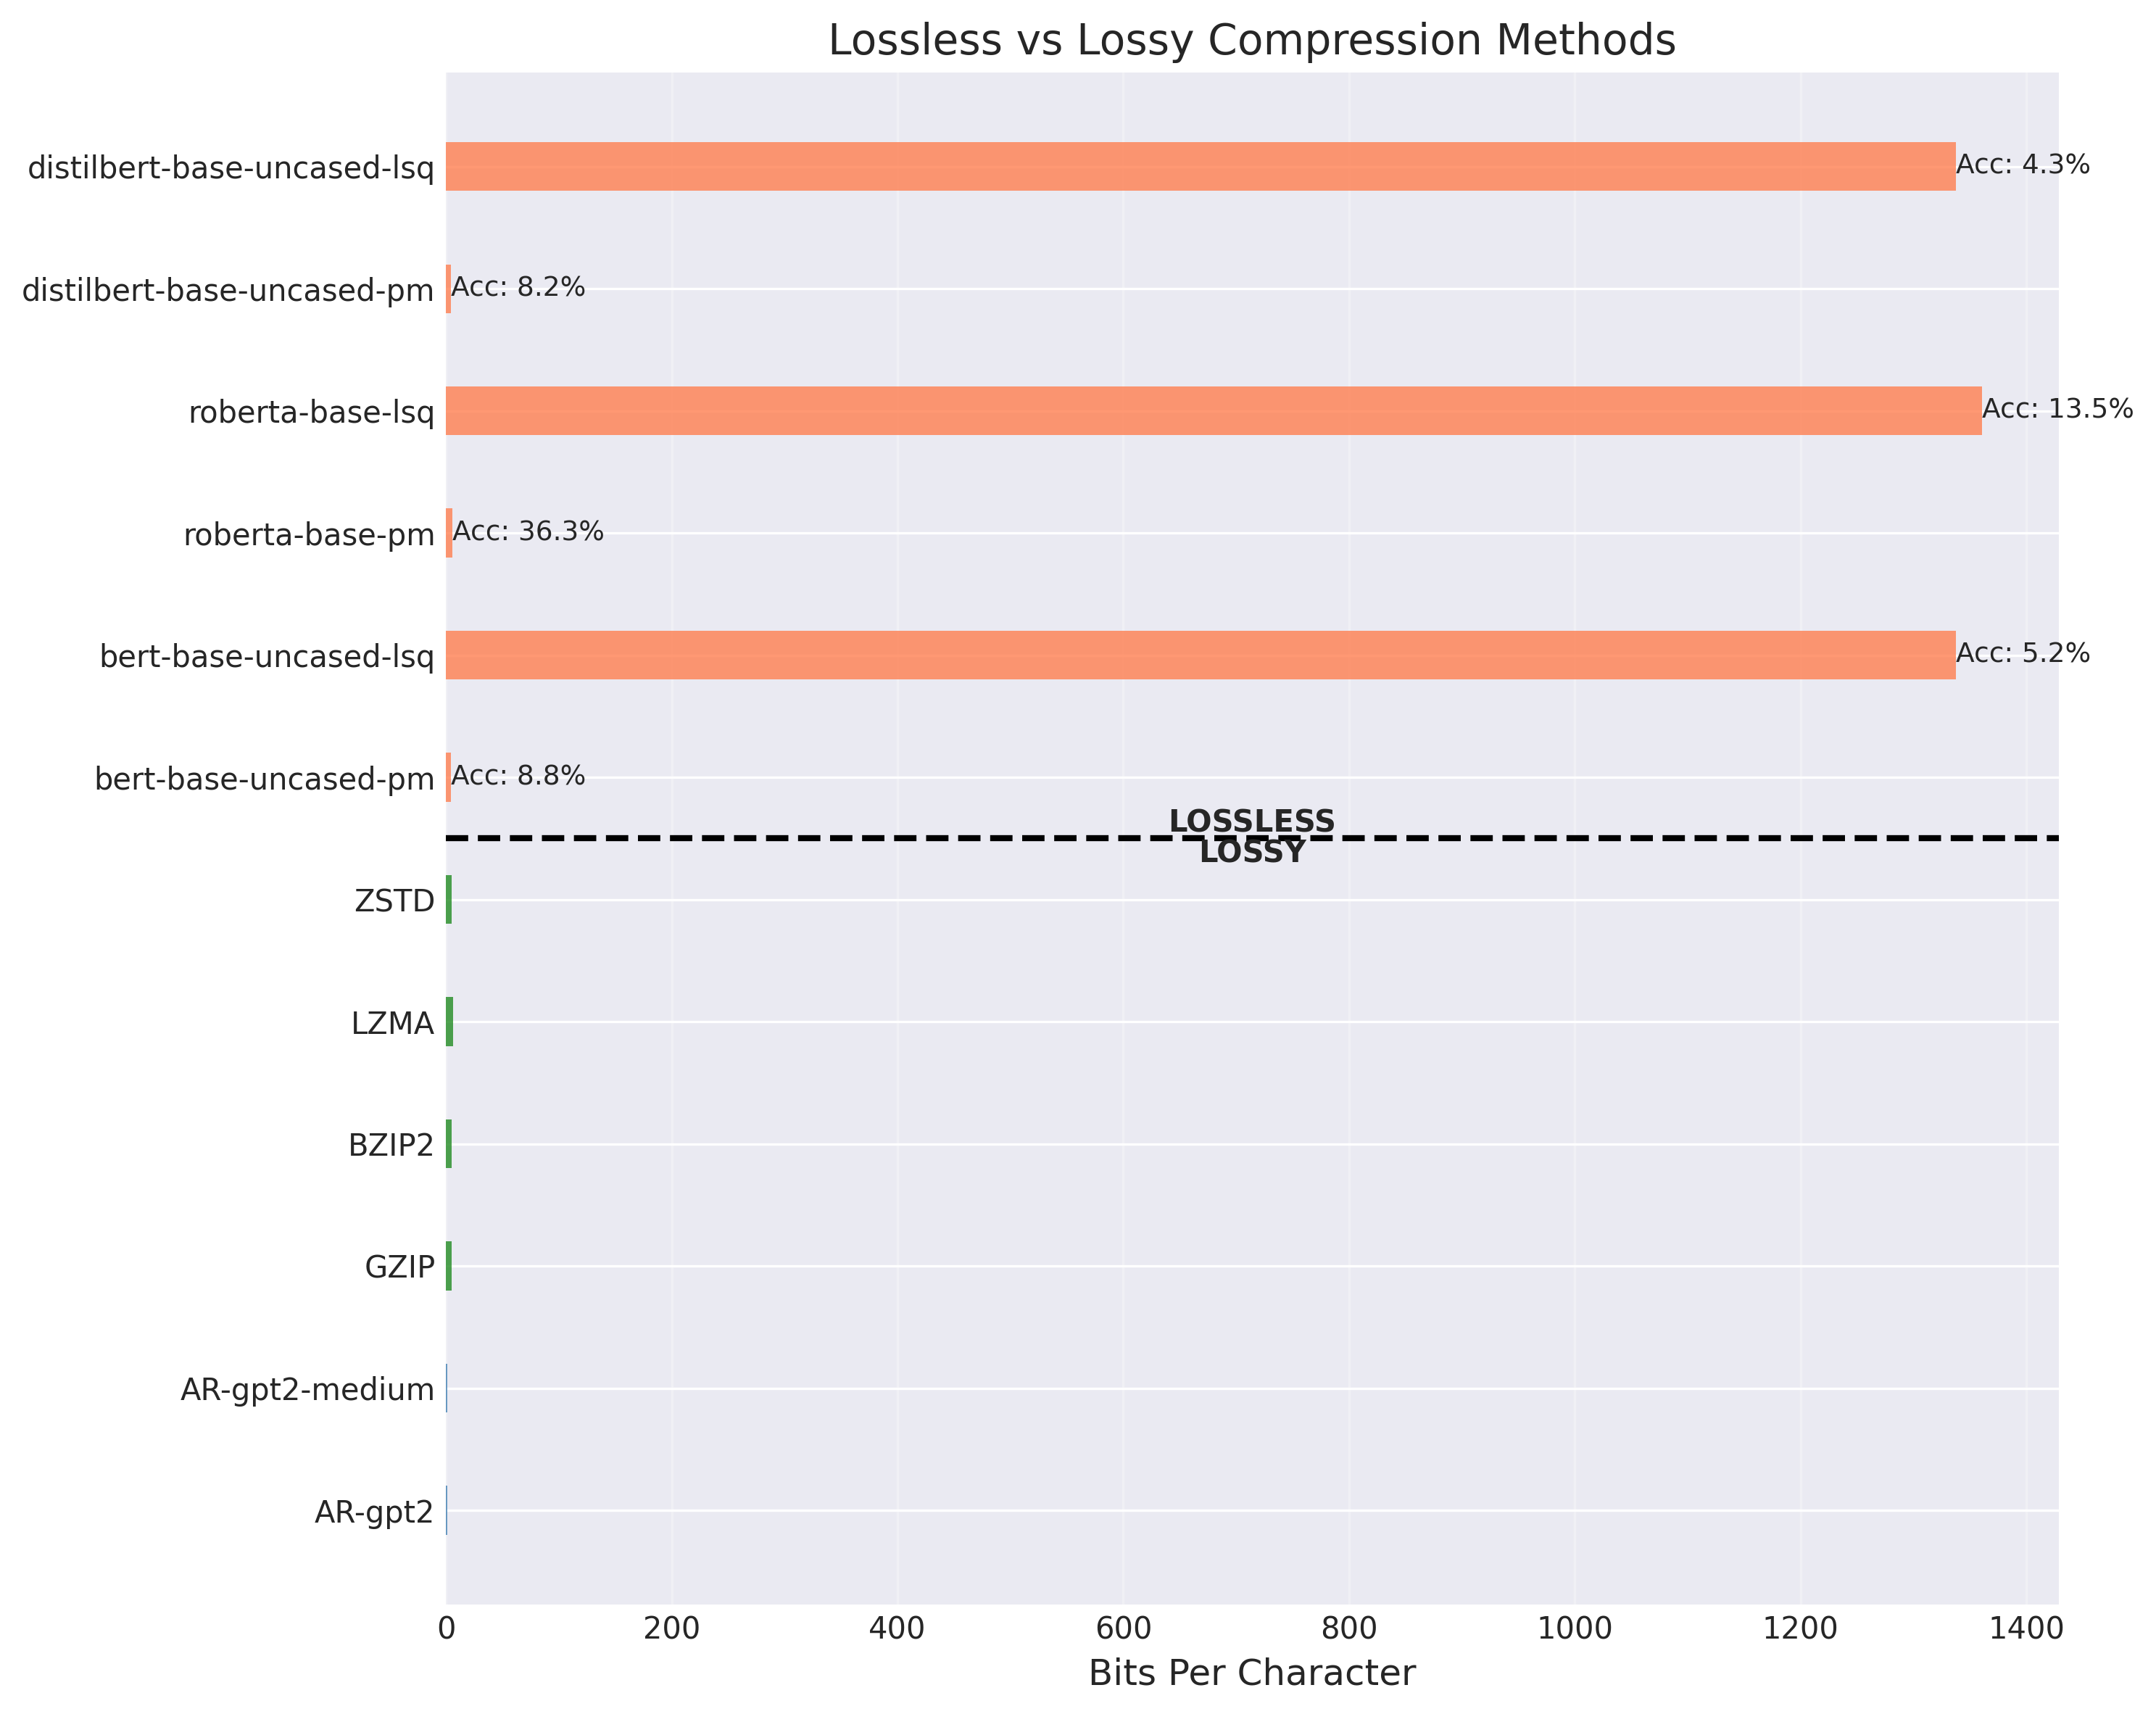 Lossless vs Lossy Compression Methods
distilbert-base-uncased-lsq
Acc: 4.3%
distilbert-base-uncased-pm
Acc: 8.2%
roberta-base-lsq
Acc: 13.5%
roberta-base-pm
Acc: 36.3%
bert-base-uncased-lsq
Acc: 5.2%
bert-base-uncased-pm
Acc: 8.8%
LOSSLESS
LOSSY
ZSTD
LZMA
BZIP2
GZIP
AR-gpt2-medium
AR-gpt2
0 200 400 600 800 1000 1200 1400
Bits Per Character